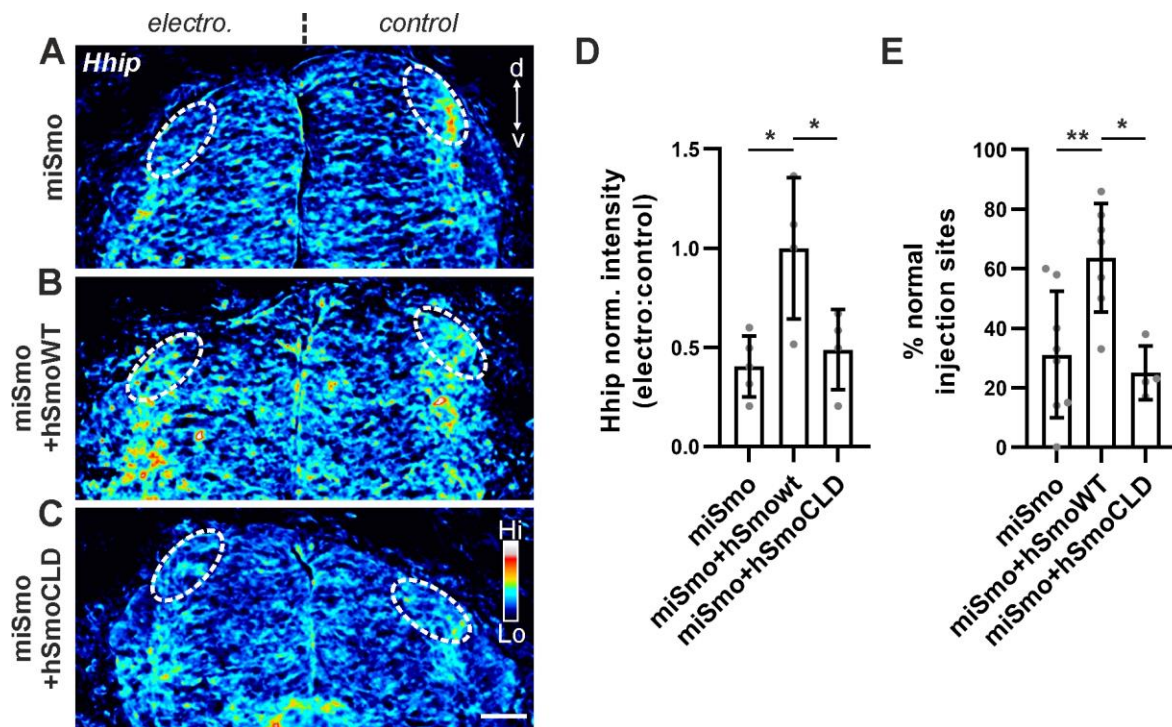 electro.
control
A
Hhip
d
v
miSmo
B
miSmo
+hSmoWT
C
Hi
Lo
miSmo
+hSmoCLD
D
Hhip norm. intensity
(electro:control)
1.5
1.0
0.5
0.0
*
*
miSmo
miSmo+hSmowt
miSmo+hSmoCLD
E
% normal
injection sites
100
80
60
40
20
0
**
*
miSmo
miSmo+hSmoWT
miSmo+hSmoCLD